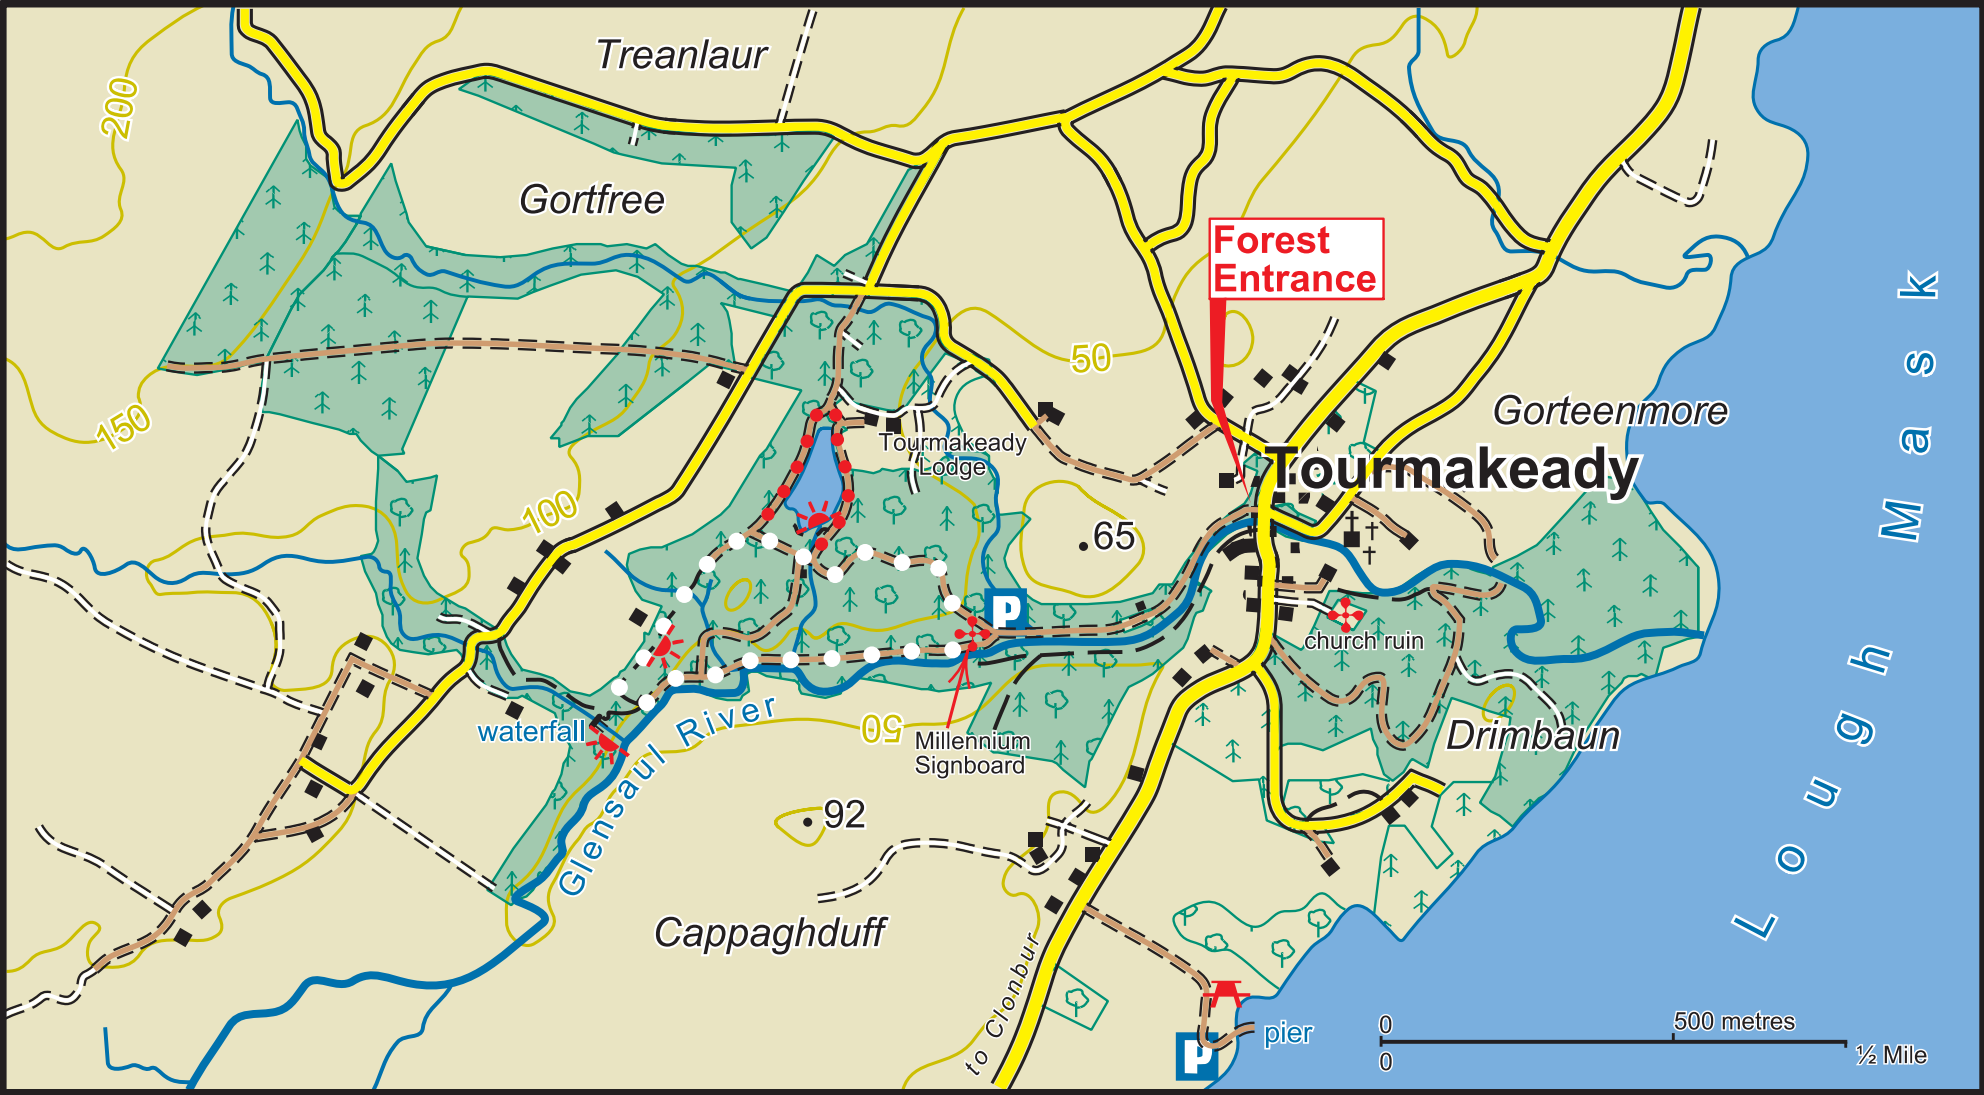 Treanlaur
200
Gortfree
Forest
Entrance
50
150
Gorteenmore
Tourmakeady
Tourmakeady
Lodge
100
65
P
church ruin
waterfall
Glensaul River
50
Millennium
Signboard
Drimbaun
92
Cappaghduff
Lough Mask
to Clonbur
pier
P
0
500 metres
0
½ Mile